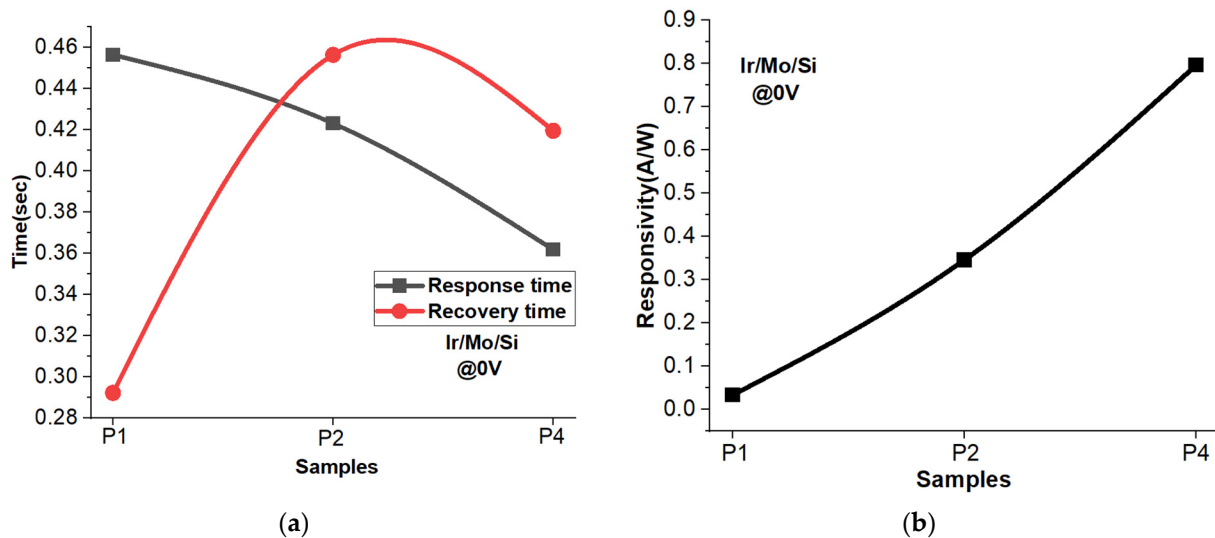 0.46
0.44
0.42
0.40
0.38
0.36
0.34
0.32
0.30
0.28
Time(sec)
P1
P2
P4
Samples
Response time
Recovery time
Ir/Mo/Si
@0V
(a)
0.9
0.8
0.7
0.6
0.5
0.4
0.3
0.2
0.1
0.0
Responsivity(A/W)
Ir/Mo/Si
@0V
P1
P2
P4
Samples
(b)